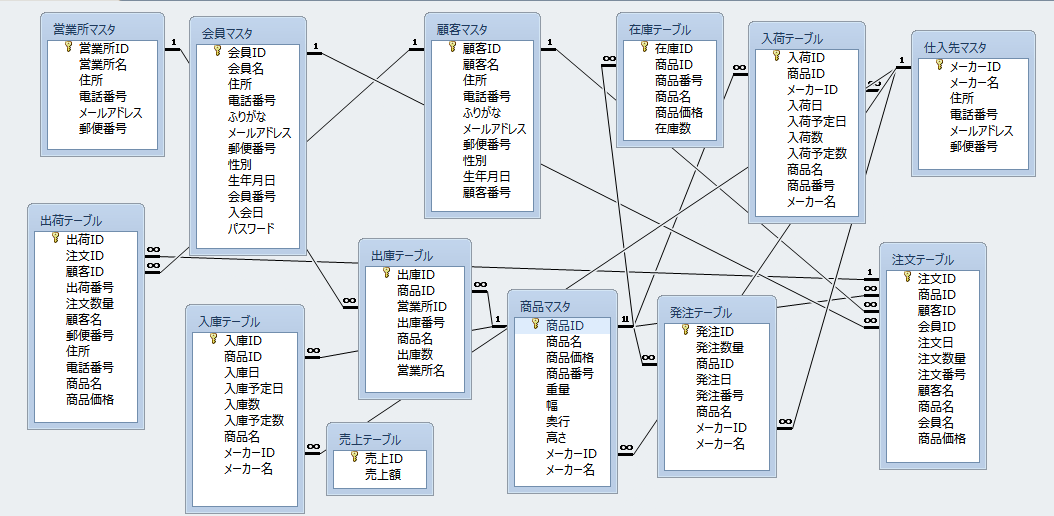 営業所マスタ
営業所ID
営業所名
住所
電話番号
メールアドレス
郵便番号
会員マスタ
会員ID
会員名
住所
電話番号
ふりがな
メールアドレス
郵便番号
性別
生年月日
会員番号
入会日
パスワード
顧客マスタ
顧客ID
顧客名
住所
電話番号
ふりがな
メールアドレス
郵便番号
性別
生年月日
顧客番号
在庫テーブル
在庫ID
商品ID
商品番号
商品名
商品価格
在庫数
入荷テーブル
入荷ID
商品ID
メーカーID
入荷日
入荷予定日
入荷数
入荷予定数
商品名
商品番号
メーカー名
仕入先マスタ
メーカーID
メーカー名
住所
電話番号
メールアドレス
郵便番号
出荷テーブル
出荷ID
注文ID
顧客ID
出荷番号
注文数量
顧客名
郵便番号
住所
電話番号
商品名
商品価格
入庫テーブル
入庫ID
商品ID
入庫日
入庫予定日
入庫数
入庫予定数
商品名
メーカーID
メーカー名
出庫テーブル
出庫ID
商品ID
営業所ID
出庫番号
商品名
出庫数
営業所名
売上テーブル
売上ID
売上額
商品マスタ
商品ID
商品名
商品価格
商品番号
重量
幅
奥行
高さ
メーカーID
メーカー名
発注テーブル
発注ID
発注数量
商品ID
発注日
発注番号
商品名
メーカーID
メーカー名
注文テーブル
注文ID
商品ID
顧客ID
会員ID
注文日
注文数量
注文番号
顧客名
商品名
会員名
商品価格
1
1
1
1
∞
∞
∞
1
∞
∞
∞
∞
1
11
∞
∞
1
∞
∞
∞
∞
∞
∞
∞